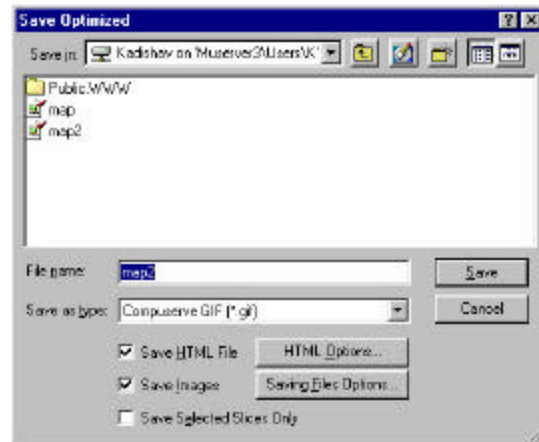 Save Optimized
Save in: Kadishav on 'Muserver3\Users\K'
Public.WWW
map
map2
File name: map2 Save
Save as type: Compuserve GIF (*.gif) Cancel
Save HTML File HTML Options...
Save Images Saving Files Options...
Save Selected Slices Only